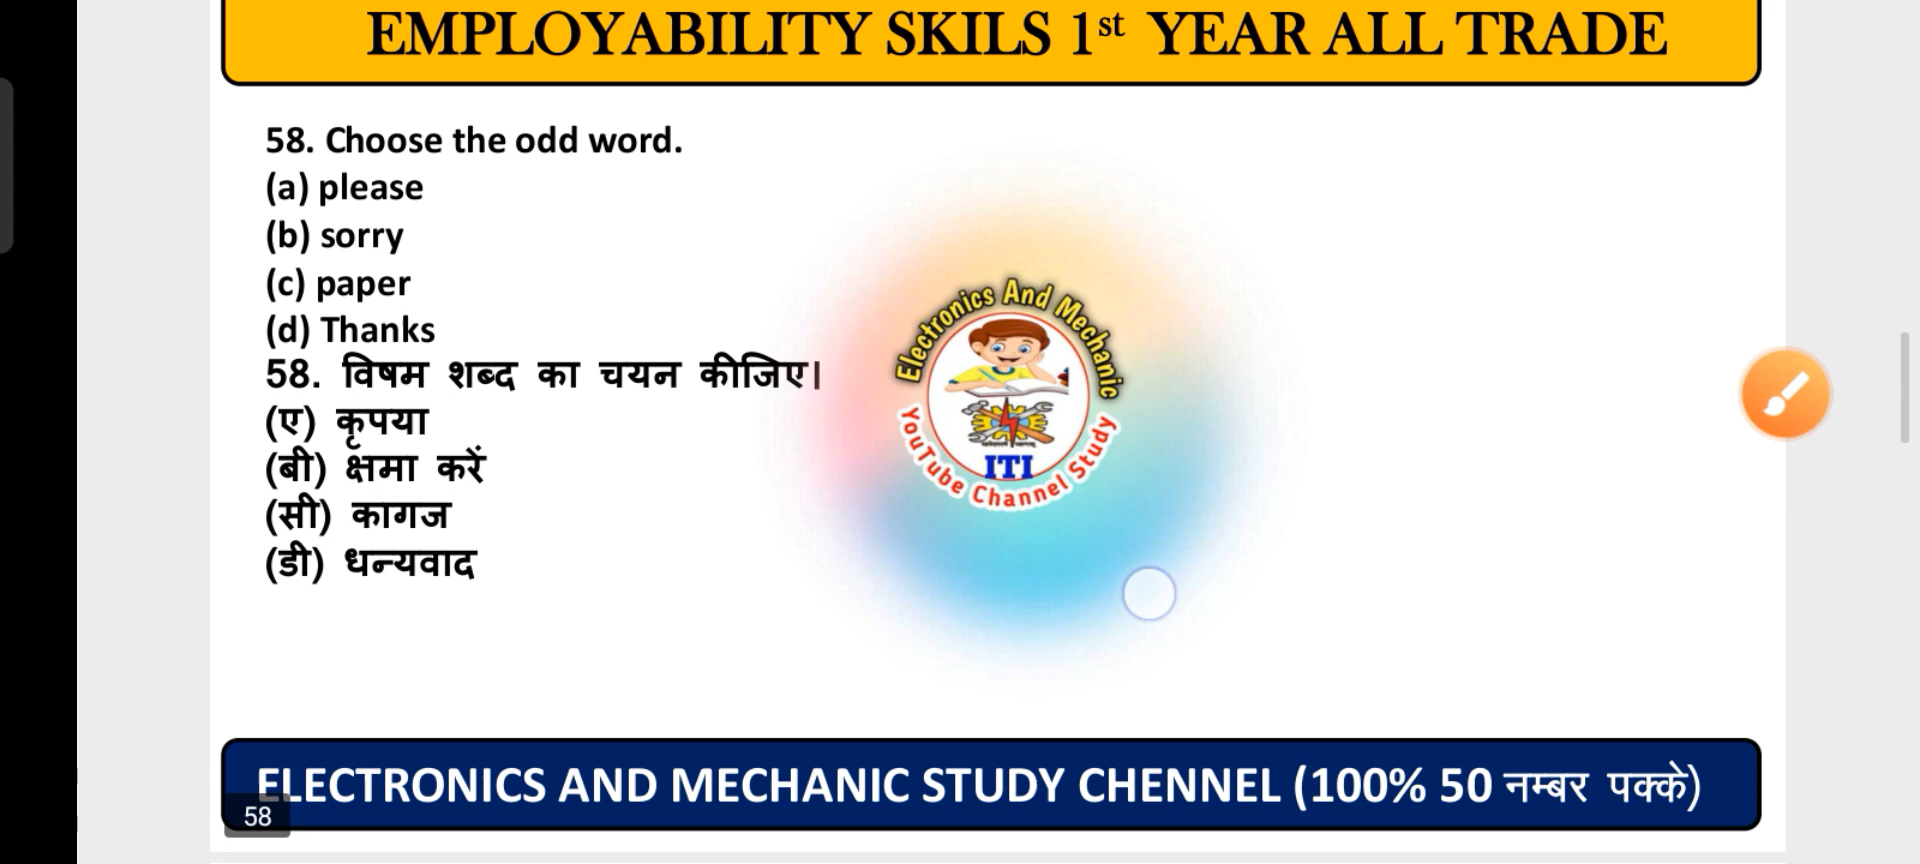 EMPLOYABILITY SKILS 1st YEAR ALL TRADE
58. Choose the odd word.
(a) please
(b) sorry
(c) paper
(d) Thanks
58. विषम शब्द का चयन कीजिए।
(ए) कृपया
(बी) क्षमा करें
(सी) कागज
(डी) धन्यवाद
Electronics And Mechanic
ITI
YouTube Channel Study
ELECTRONICS AND MECHANIC STUDY CHENNEL (100% 50 नम्बर पक्के)
58